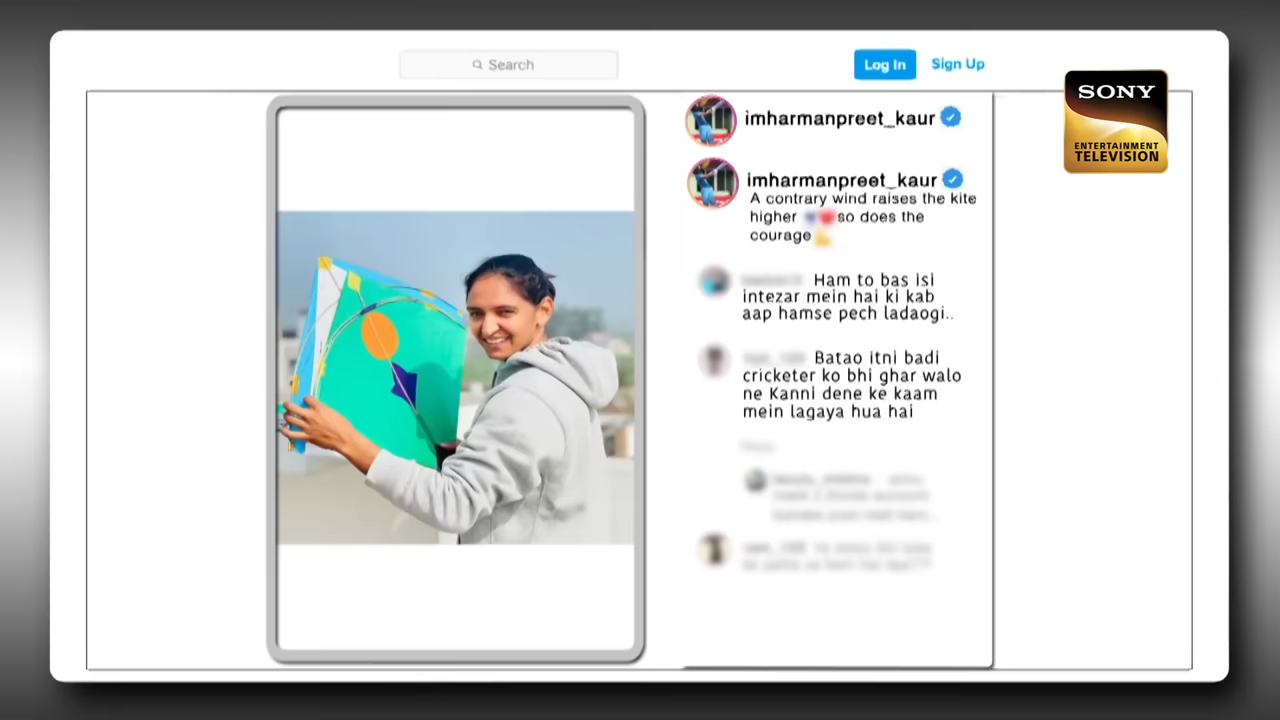 Search
Log In
Sign Up
SONY
ENTERTAINMENT
TELEVISION
imharmanpreet_kaur
imharmanpreet_kaur
A contrary wind raises the kite
higher 💙❤️ so does the
courage 💪
Ham to bas isi
intezar mein hai ki kab
aap hamse pech ladaogi..
Batao itni badi
cricketer ko bhi ghar walo
ne Kanni dene ke kaam
mein lagaya hua hai